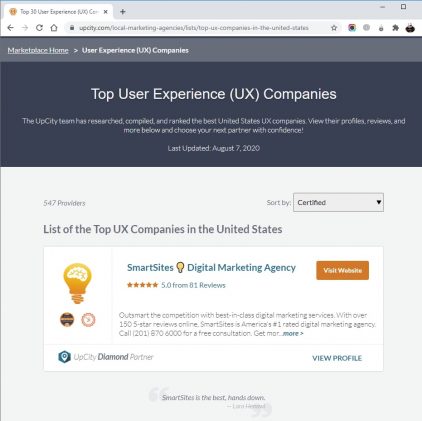 Top 30 User Experience (UX) Com
upcity.com/local-marketing-agencies/lists/top-ux-companies-in-the-united-states
Marketplace Home > User Experience (UX) Companies
Top User Experience (UX) Companies
The UpCity team has researched, compiled, and ranked the best United States UX companies. View their profiles, reviews, and
more below and choose your next partner with confidence!
Last Updated: August 7, 2020
547 Providers
Sort by: Certified
List of the Top UX Companies in the United States
SmartSites Digital Marketing Agency
Visit Website
5.0 from 81 Reviews
Outsmart the competition with best-in-class digital marketing services. With over
150 5-star reviews online, SmartSites is America's #1 rated digital marketing agency.
Call (201) 870 6000 for a free consultation. Get mor...more >
UpCity Diamond Partner
VIEW PROFILE
SmartSites is the best, hands down.